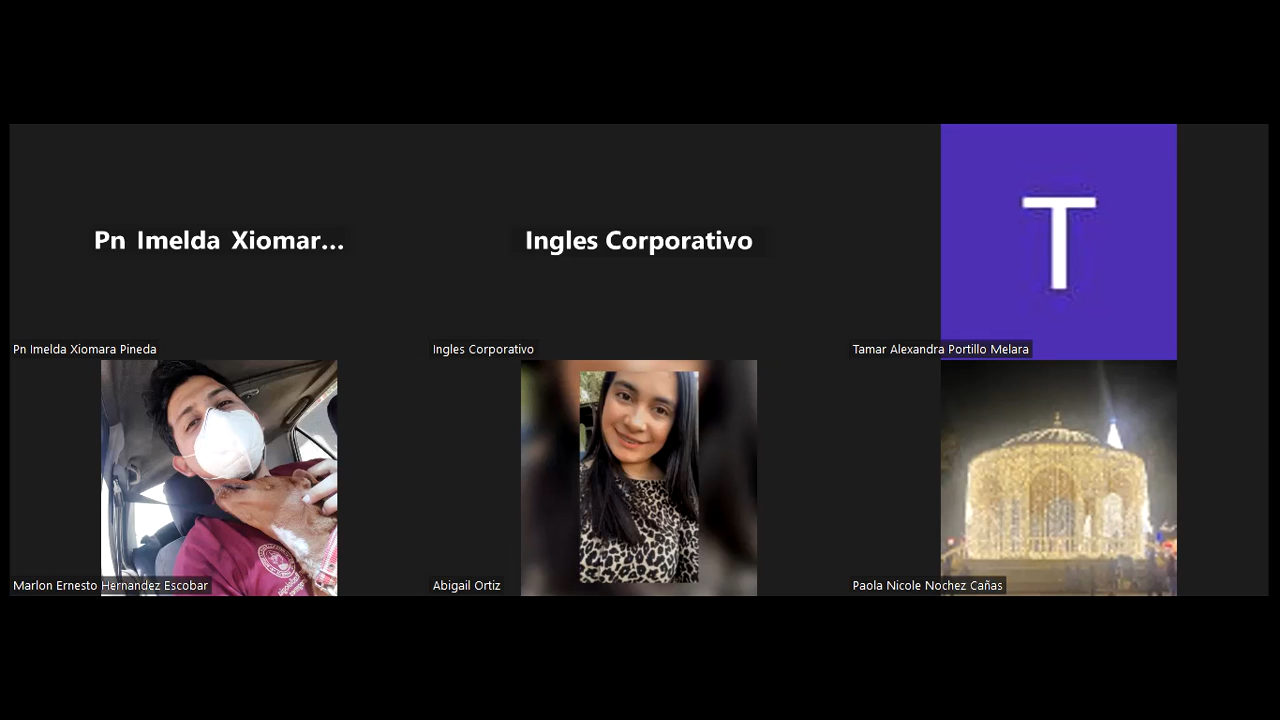 Pn Imelda Xiomar...
Ingles Corporativo
T
Pn Imelda Xiomara Pineda
Ingles Corporativo
Tamar Alexandra Portillo Melara
Marlon Ernesto Hernandez Escobar
Abigail Ortiz
Paola Nicole Nochez Cañas